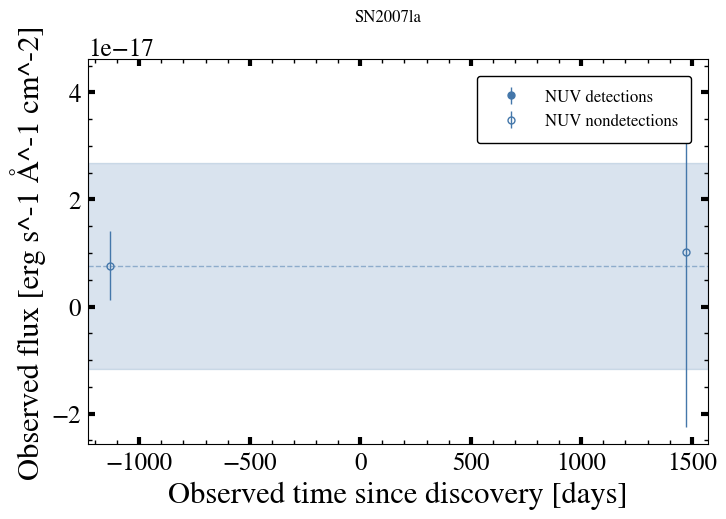 SN2007la
1e−17
Observed flux [erg s^-1 Å^-1 cm^-2]
4
2
0
−2
NUV detections
NUV nondetections
−1000 −500 0 500 1000 1500
Observed time since discovery [days]